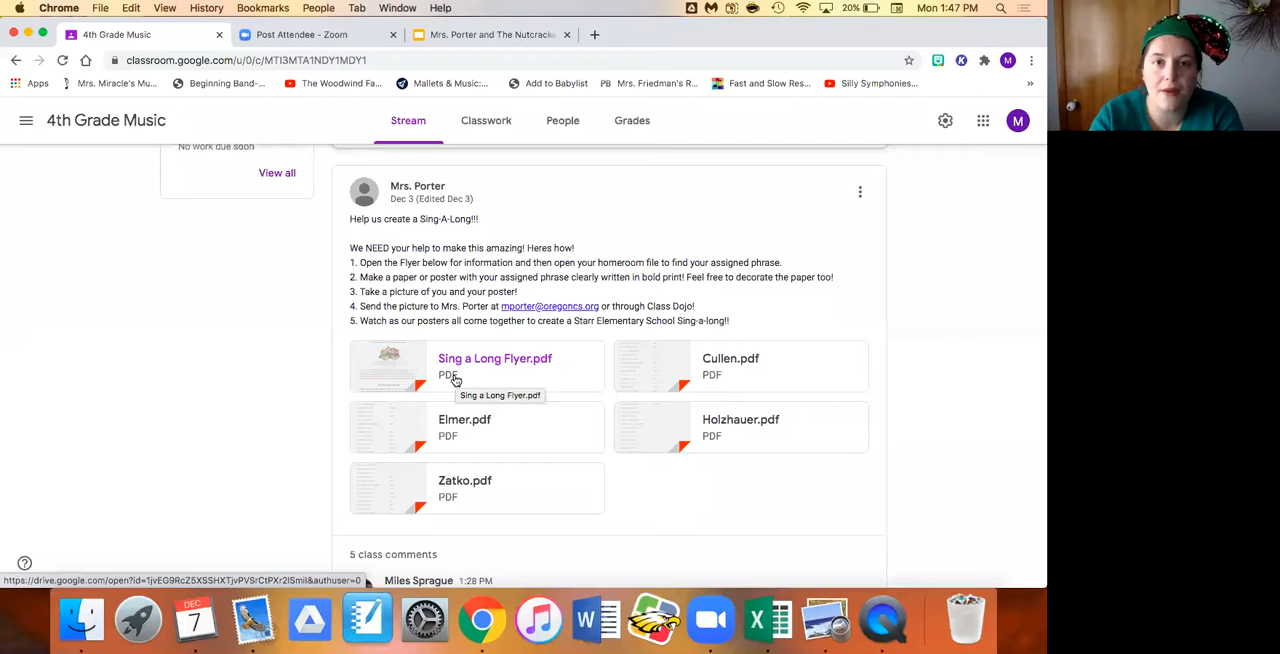 Chrome File Edit View History Bookmarks People Tab Window Help 20% Mon 1:47 PM
4th Grade Music Post Attendee - Zoom Mrs. Porter and The Nutcracke
classroom.google.com/u/0/c/MTI3MTA1NDY1MDY1
Apps Mrs. Miracle's Mu... Beginning Band-... The Woodwind Fa... Mallets & Music:... Add to Babylist PB Mrs. Friedman's R... Fast and Slow Res... Silly Symphonies... »
4th Grade Music Stream Classwork People Grades M
No work due soon
View all
Mrs. Porter
Dec 3 (Edited Dec 3)
Help us create a Sing-A-Long!!!
We NEED your help to make this amazing! Heres how!
1. Open the Flyer below for information and then open your homeroom file to find your assigned phrase.
2. Make a paper or poster with your assigned phrase clearly written in bold print! Feel free to decorate the paper too!
3. Take a picture of you and your poster!
4. Send the picture to Mrs. Porter at mporter@oregoncs.org or through Class Dojo!
5. Watch as our posters all come together to create a Starr Elementary School Sing-a-long!!
Sing a Long Flyer.pdf
PDF
Cullen.pdf
PDF
Sing a Long Flyer.pdf
Elmer.pdf
PDF
Holzhauer.pdf
PDF
Zatko.pdf
PDF
5 class comments
Miles Sprague 1:28 PM
https://drive.google.com/open?id=1jvEG9RcZ5XSSHXTjvPVSrCtPXr2lSmiI&authuser=0
DEC
7